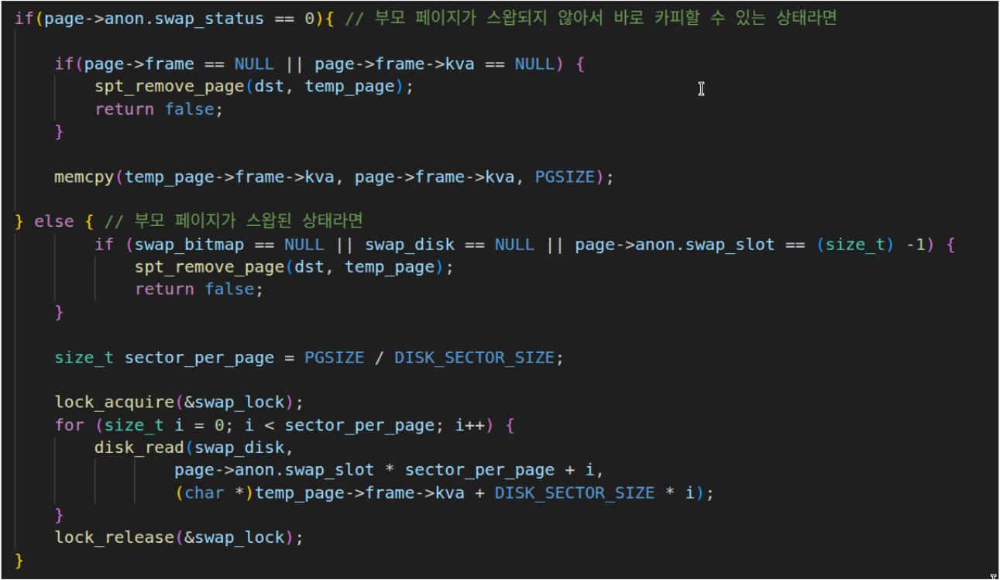 if(page->anon.swap_status == 0){ // 부모 페이지가 스왑되지 않아서 바로 카피할 수 있는 상태라면
if(page->frame == NULL || page->frame->kva == NULL) {
spt_remove_page(dst, temp_page);
return false;
}
memcpy(temp_page->frame->kva, page->frame->kva, PGSIZE);
} else { // 부모 페이지가 스왑된 상태라면
if (swap_bitmap == NULL || swap_disk == NULL || page->anon.swap_slot == (size_t) -1) {
spt_remove_page(dst, temp_page);
return false;
}
size_t sector_per_page = PGSIZE / DISK_SECTOR_SIZE;
lock_acquire(&swap_lock);
for (size_t i = 0; i < sector_per_page; i++) {
disk_read(swap_disk,
page->anon.swap_slot * sector_per_page + i,
(char *)temp_page->frame->kva + DISK_SECTOR_SIZE * i);
}
lock_release(&swap_lock);
}